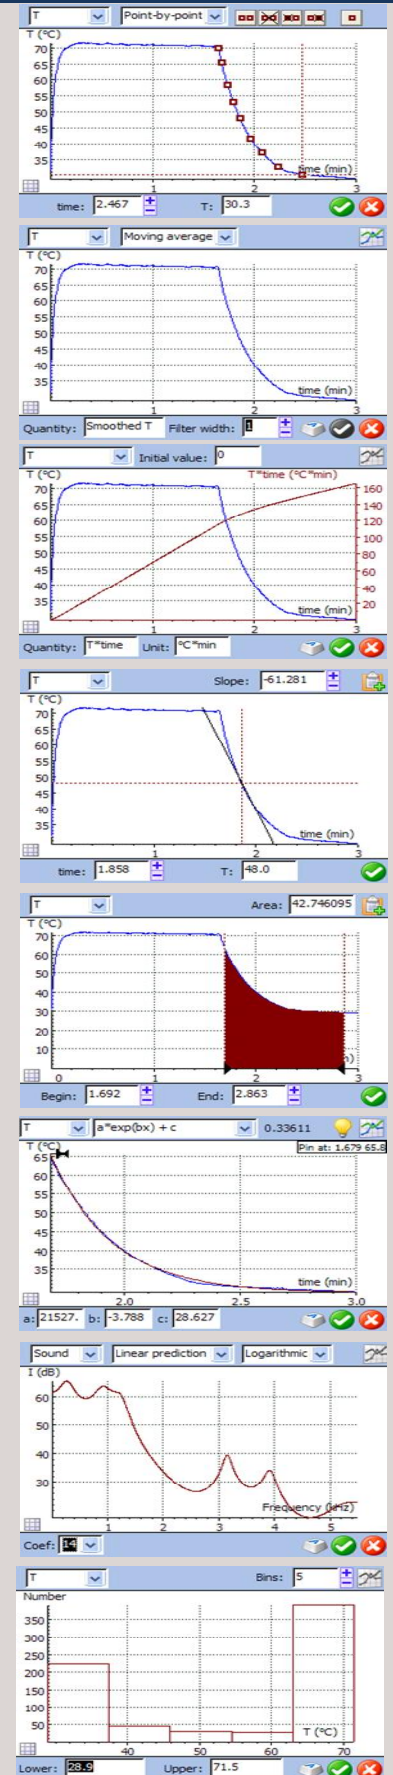 T Point-by-point
T (°C)
70
65
60
55
50
45
40
35
time (min)
1 2 3
time: 2.467 T: 30.3
T Moving average
T (°C)
70
65
60
55
50
45
40
35
time (min)
1 2 3
Quantity: Smoothed T Filter width: 1
T Initial value: 0
T (°C) T*time (°C*min)
70 160
65 140
60 120
55 100
50 80
45 60
40 40
35 20
time (min)
1 2 3
Quantity: T*time Unit: °C*min
T Slope: -61.281
T (°C)
70
65
60
55
50
45
40
35
time (min)
1 2 3
time: 1.858 T: 48.0
T Area: 42.746095
T (°C)
70
60
50
40
30
20
10
0 1 2 3
Begin: 1.692 End: 2.863
T a*exp(bx) + c 0.33611
T (°C) Pin at: 1.679 65.8
65
60
55
50
45
40
35
time (min)
2.0 2.5 3.0
a: 21527. b: -3.788 c: 28.627
Sound Linear prediction Logarithmic
I (dB)
60
50
40
30
Frequency (kHz)
1 2 3 4 5
Coef: 14
T Bins: 5
Number
350
300
250
200
150
100
50
T (°C)
40 50 60 70
Lower: 28.9 Upper: 71.5